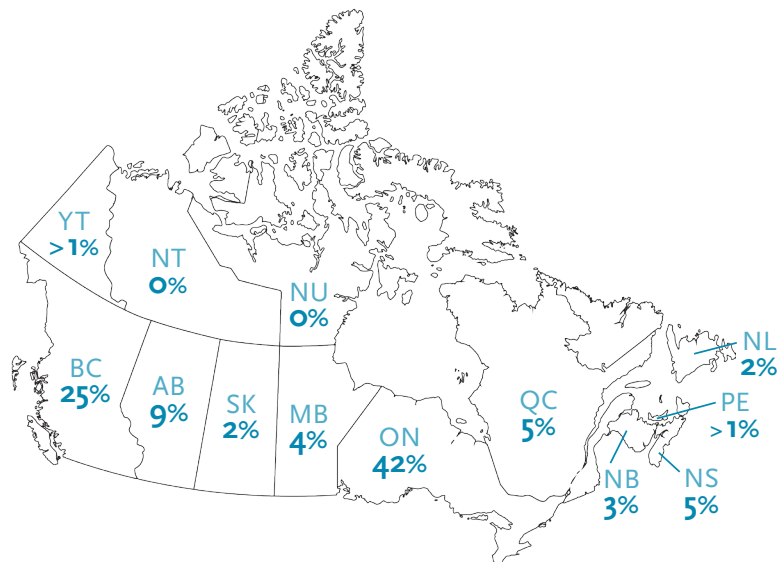 YT
>1%
NT
0%
NU
0%
BC
25%
AB
9%
SK
2%
MB
4%
ON
42%
QC
5%
NL
2%
PE
>1%
NB
3%
NS
5%